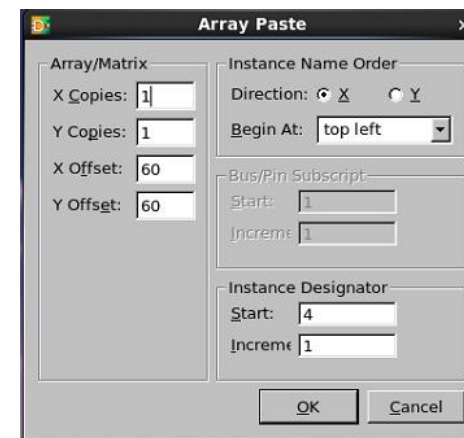 Array Paste
Array/Matrix
X Copies: 1
Y Copies: 1
X Offset: 60
Y Offset: 60
Instance Name Order
Direction: X Y
Begin At: top left
Bus/Pin Subscript
Start: 1
Increme 1
Instance Designator
Start: 4
Increme 1
OK Cancel